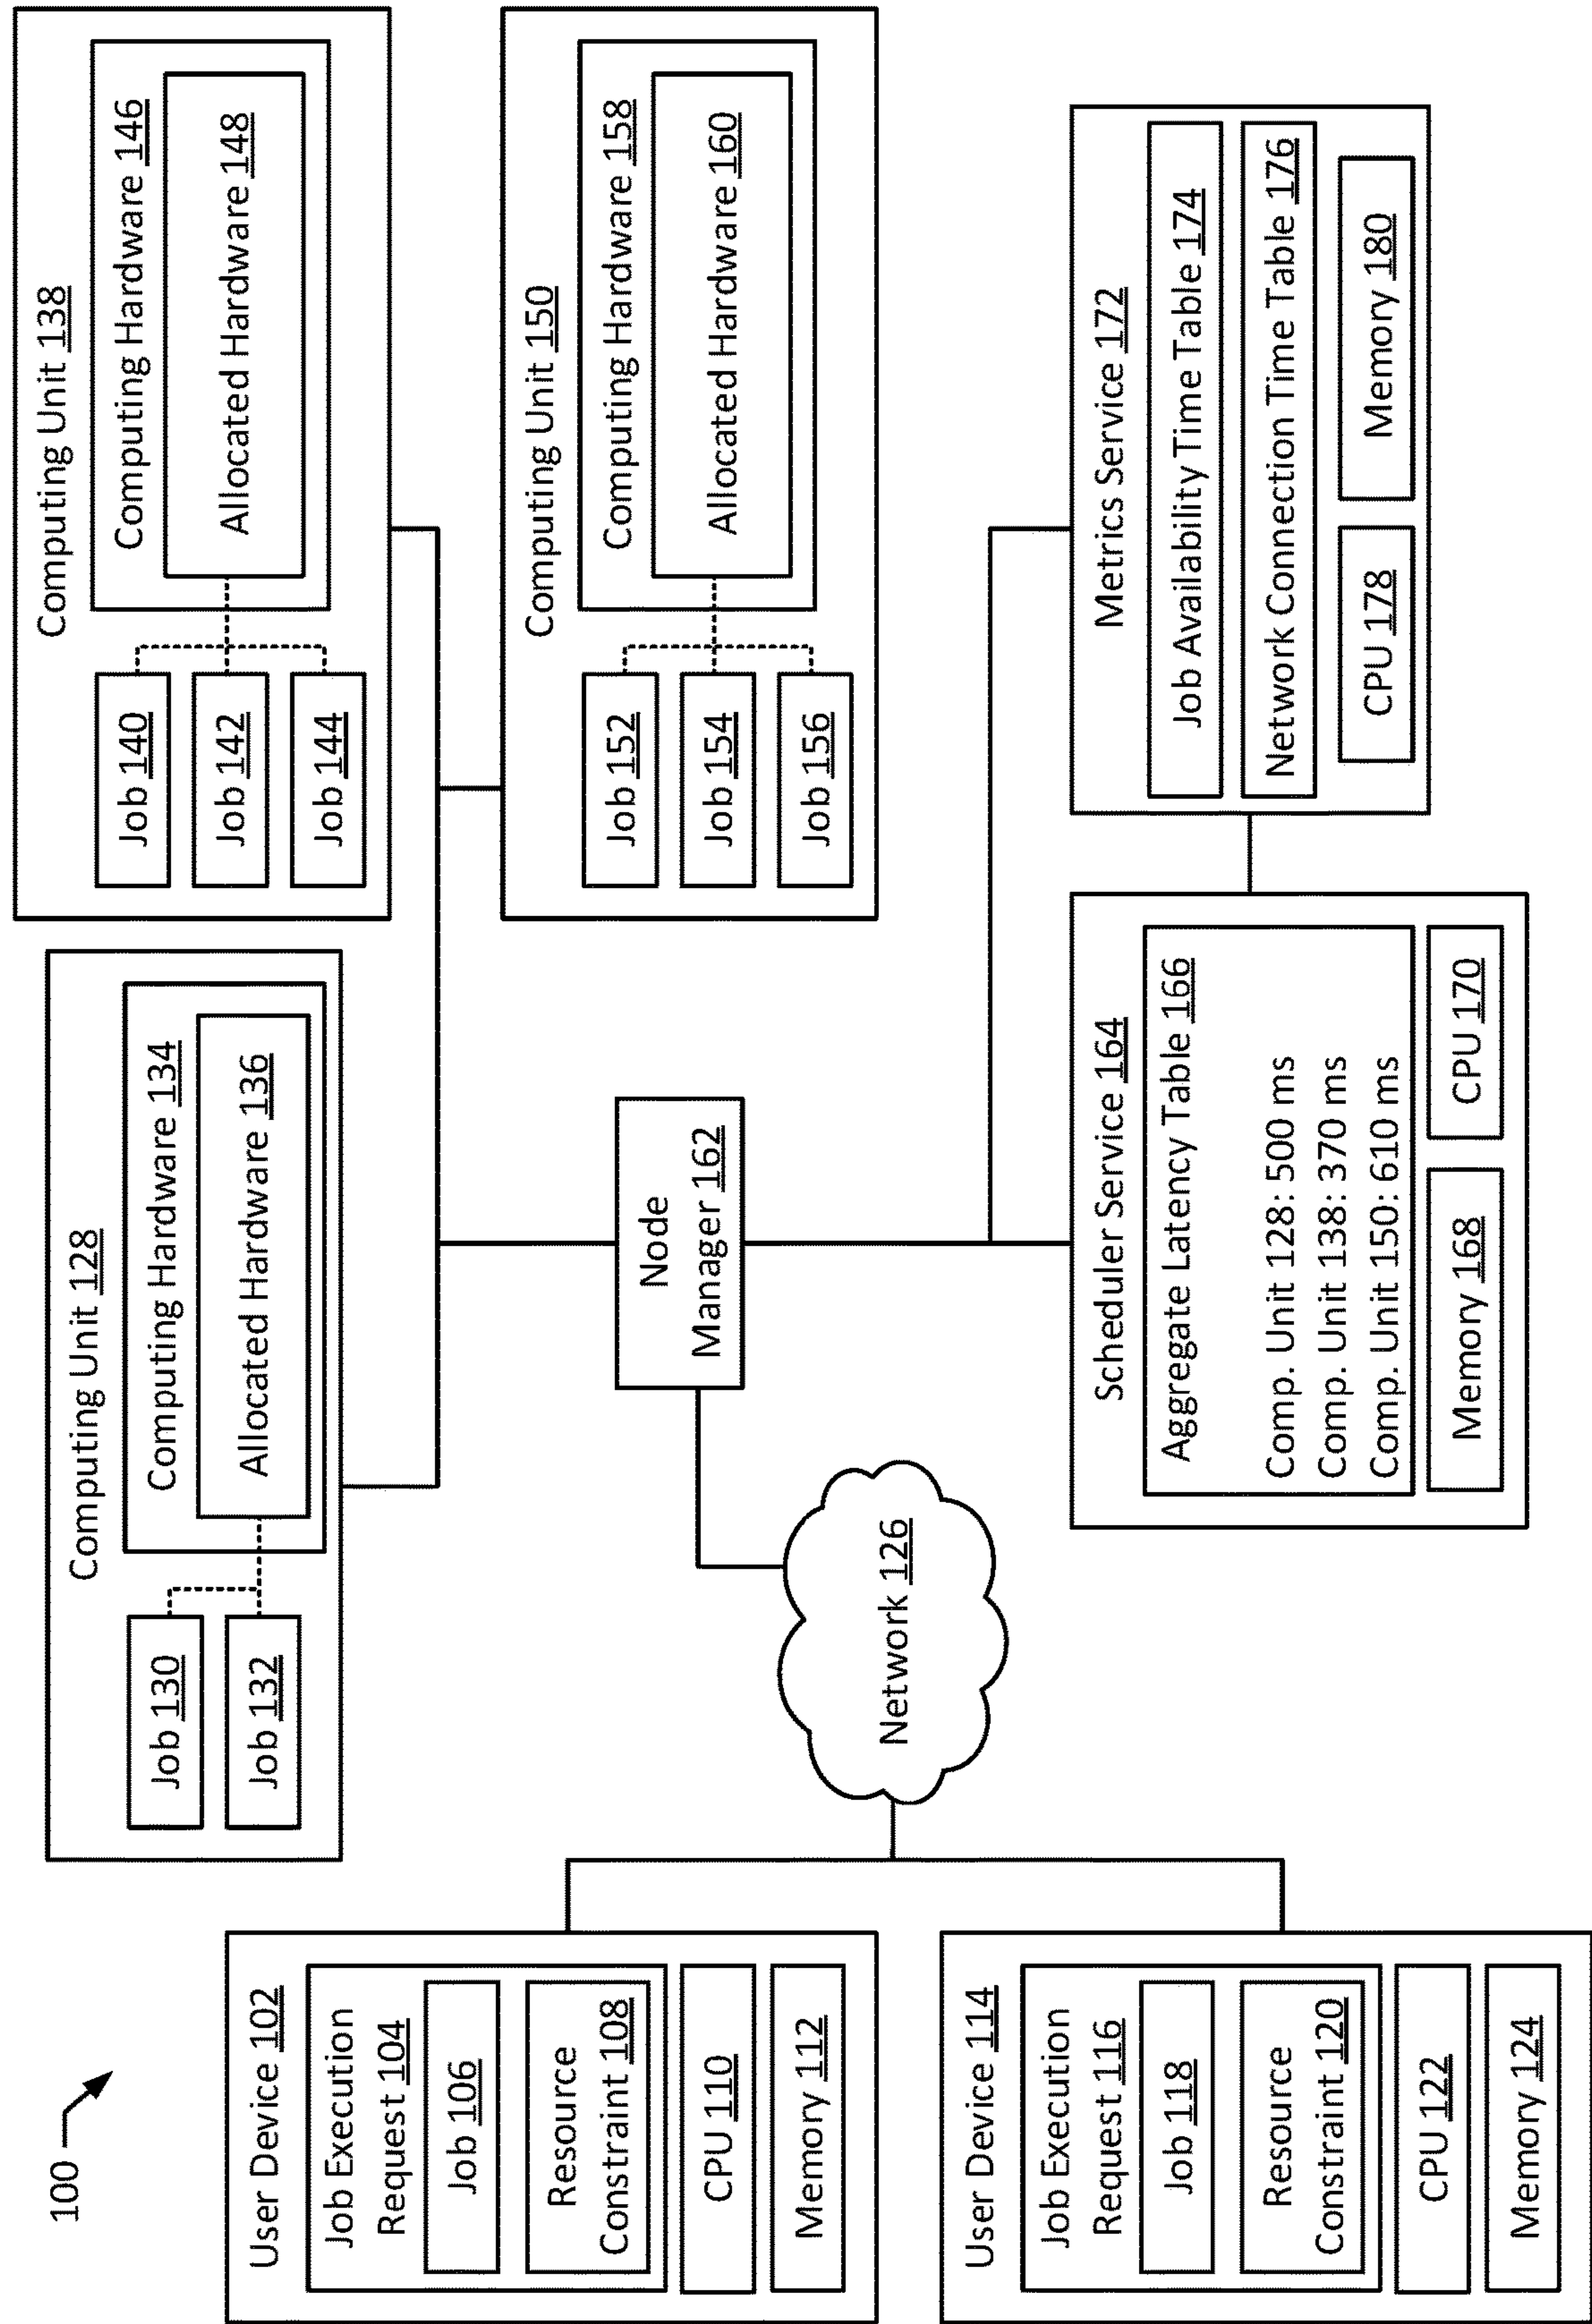 100
User Device 102
Job Execution
Request 104
Job 106
Resource
Constraint 108
CPU 110
Memory 112
User Device 114
Job Execution
Request 116
Job 118
Resource
Constraint 120
CPU 122
Memory 124
Network 126
Computing Unit 128
Job 130
Job 132
Computing Hardware 134
Allocated Hardware 136
Computing Unit 138
Job 140
Job 142
Job 144
Computing Hardware 146
Allocated Hardware 148
Computing Unit 150
Job 152
Job 154
Job 156
Computing Hardware 158
Allocated Hardware 160
Node
Manager 162
Scheduler Service 164
Aggregate Latency Table 166
Comp. Unit 128: 500 ms
Comp. Unit 138: 370 ms
Comp. Unit 150: 610 ms
Memory 168
CPU 170
Metrics Service 172
Job Availability Time Table 174
Network Connection Time Table 176
CPU 178
Memory 180